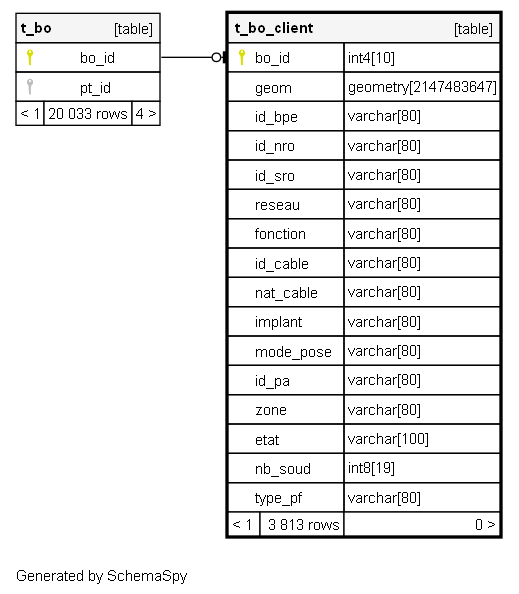 t_bo [table]
bo_id
pt_id
< 1 20 033 rows 4 >
t_bo_client [table]
bo_id int4[10]
geom geometry[2147483647]
id_bpe varchar[80]
id_nro varchar[80]
id_sro varchar[80]
reseau varchar[80]
fonction varchar[80]
id_cable varchar[80]
nat_cable varchar[80]
implant varchar[80]
mode_pose varchar[80]
id_pa varchar[80]
zone varchar[80]
etat varchar[100]
nb_soud int8[19]
type_pf varchar[80]
< 1 3 813 rows 0 >
Generated by SchemaSpy